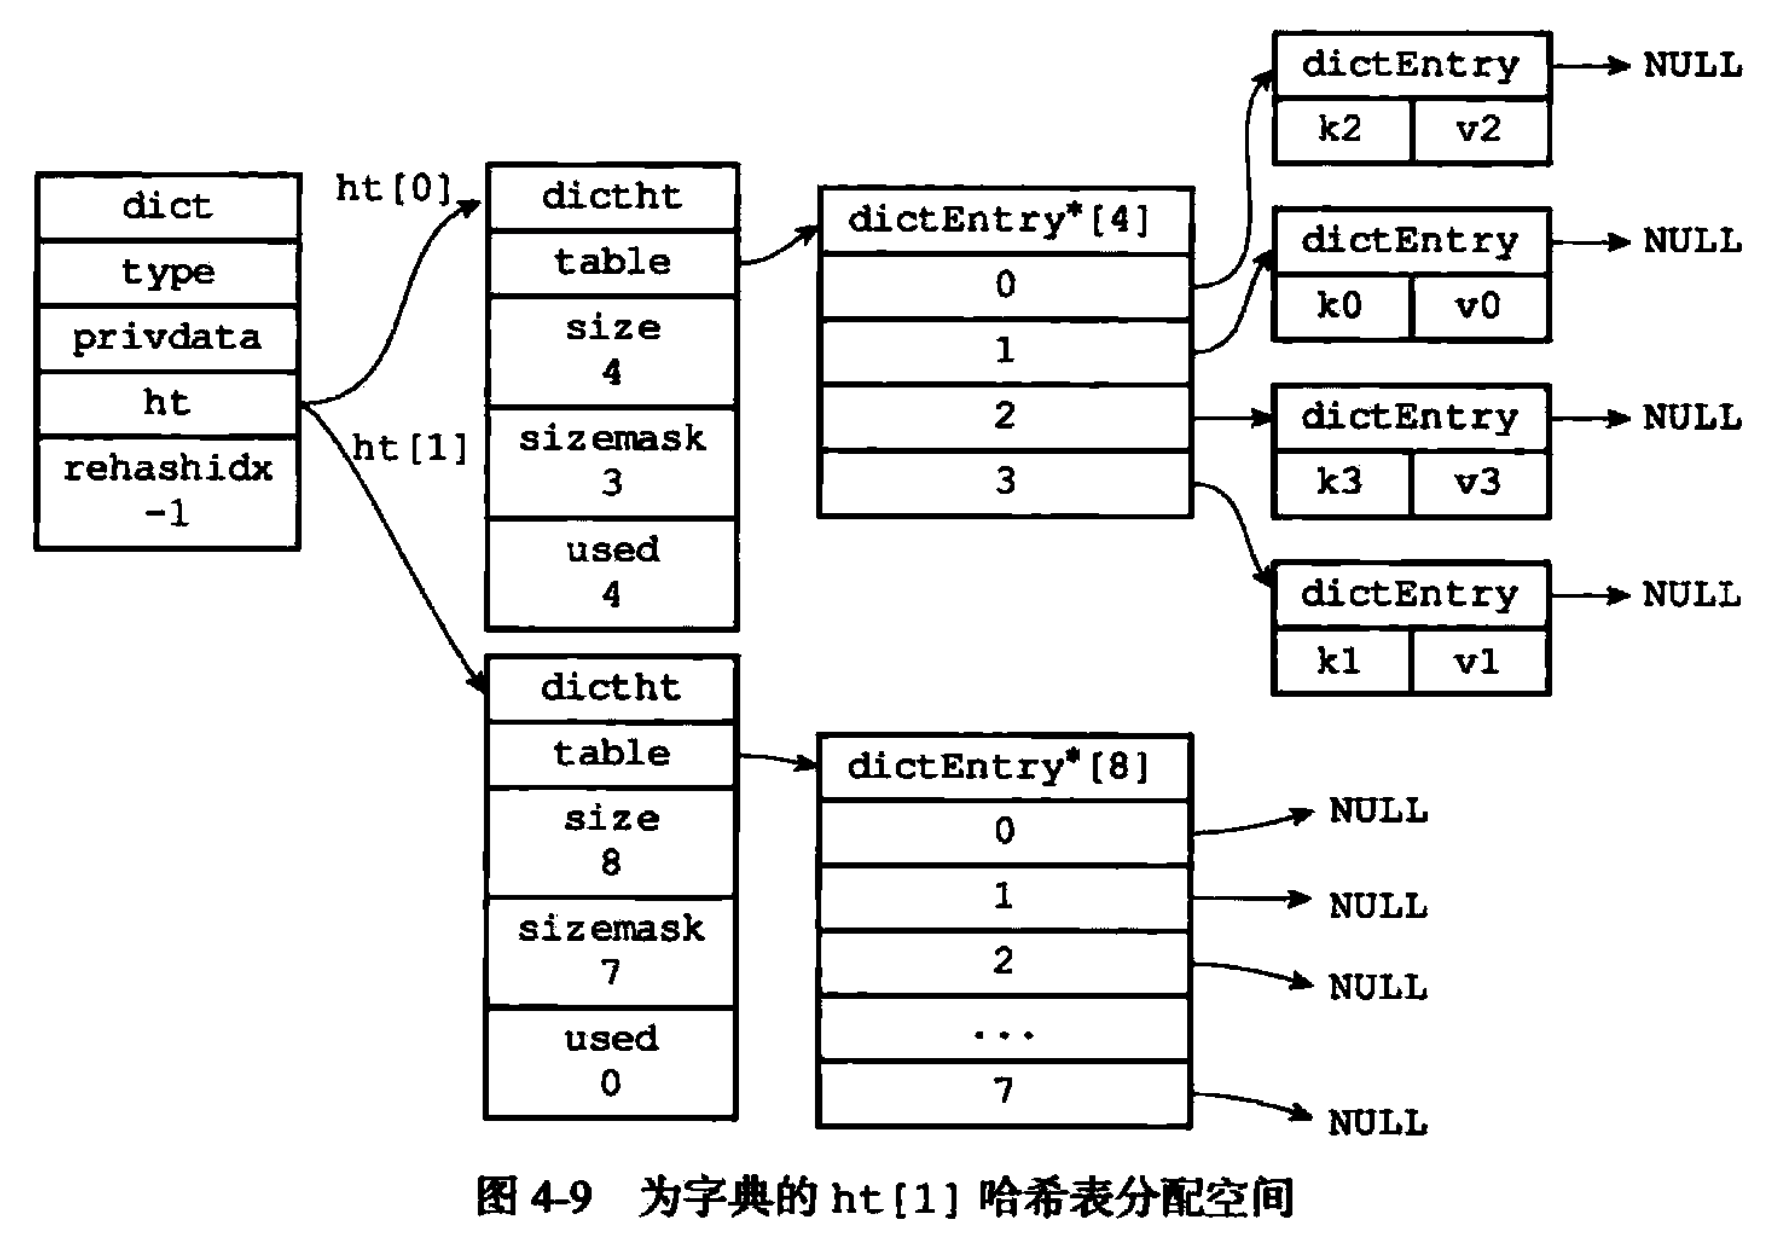 dict
type
privdata
ht
rehashidx
-1
ht[0]
ht[1]
dictht
table
size
4
sizemask
3
used
4
dictEntry*[4]
0
1
2
3
dictEntry
k2 v2
NULL
dictEntry
k0 v0
NULL
dictEntry
k3 v3
NULL
dictEntry
k1 v1
NULL
dictht
table
size
8
sizemask
7
used
0
dictEntry*[8]
0
1
2
...
7
NULL
NULL
NULL
NULL
图 4-9 为字典的 ht[1] 哈希表分配空间